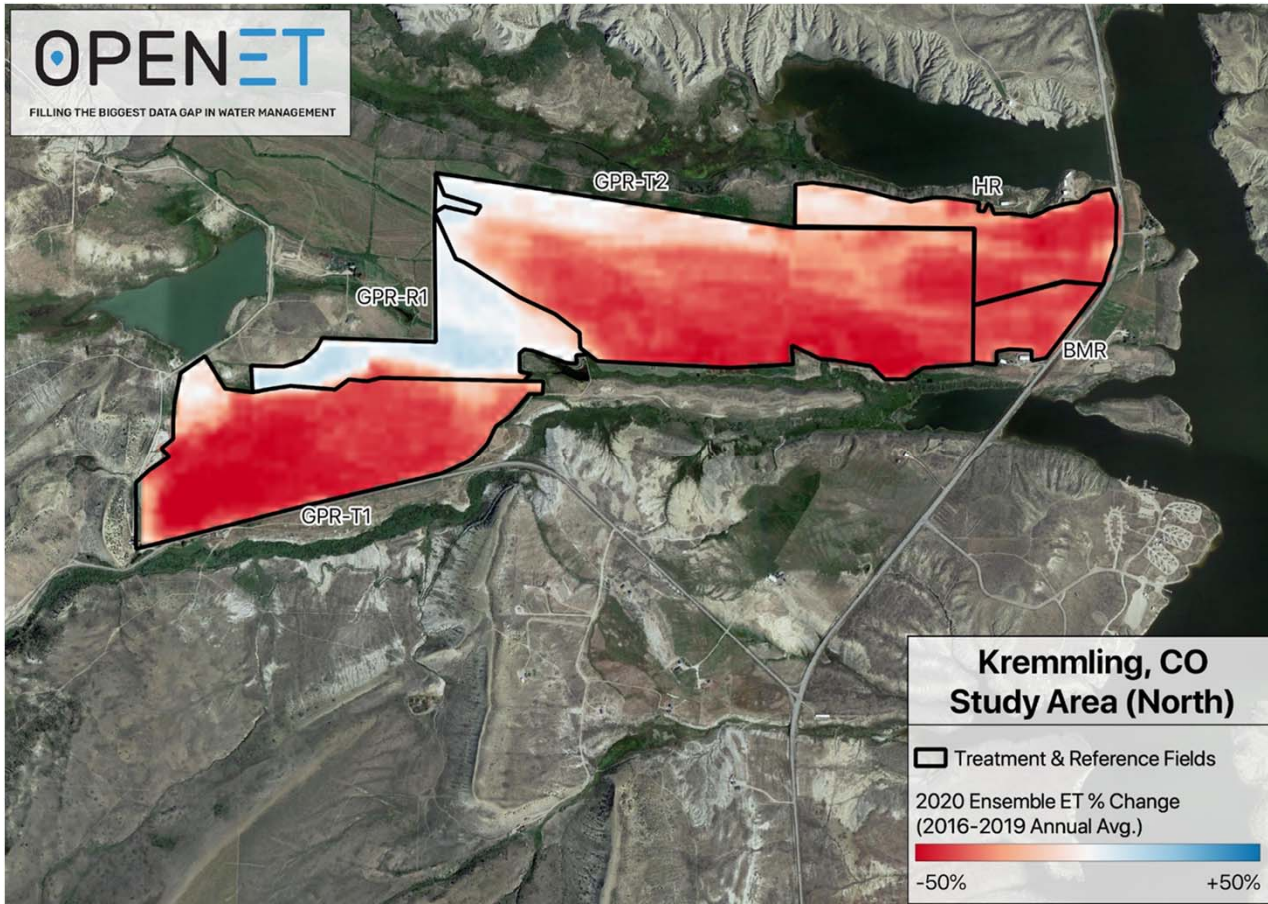 OPENET
FILLING THE BIGGEST DATA GAP IN WATER MANAGEMENT
GPR-T2
HR
GPR-R1
BMR
GPR-T1
Kremmling, CO
Study Area (North)
Treatment & Reference Fields
2020 Ensemble ET % Change
(2016-2019 Annual Avg.)
-50% +50%